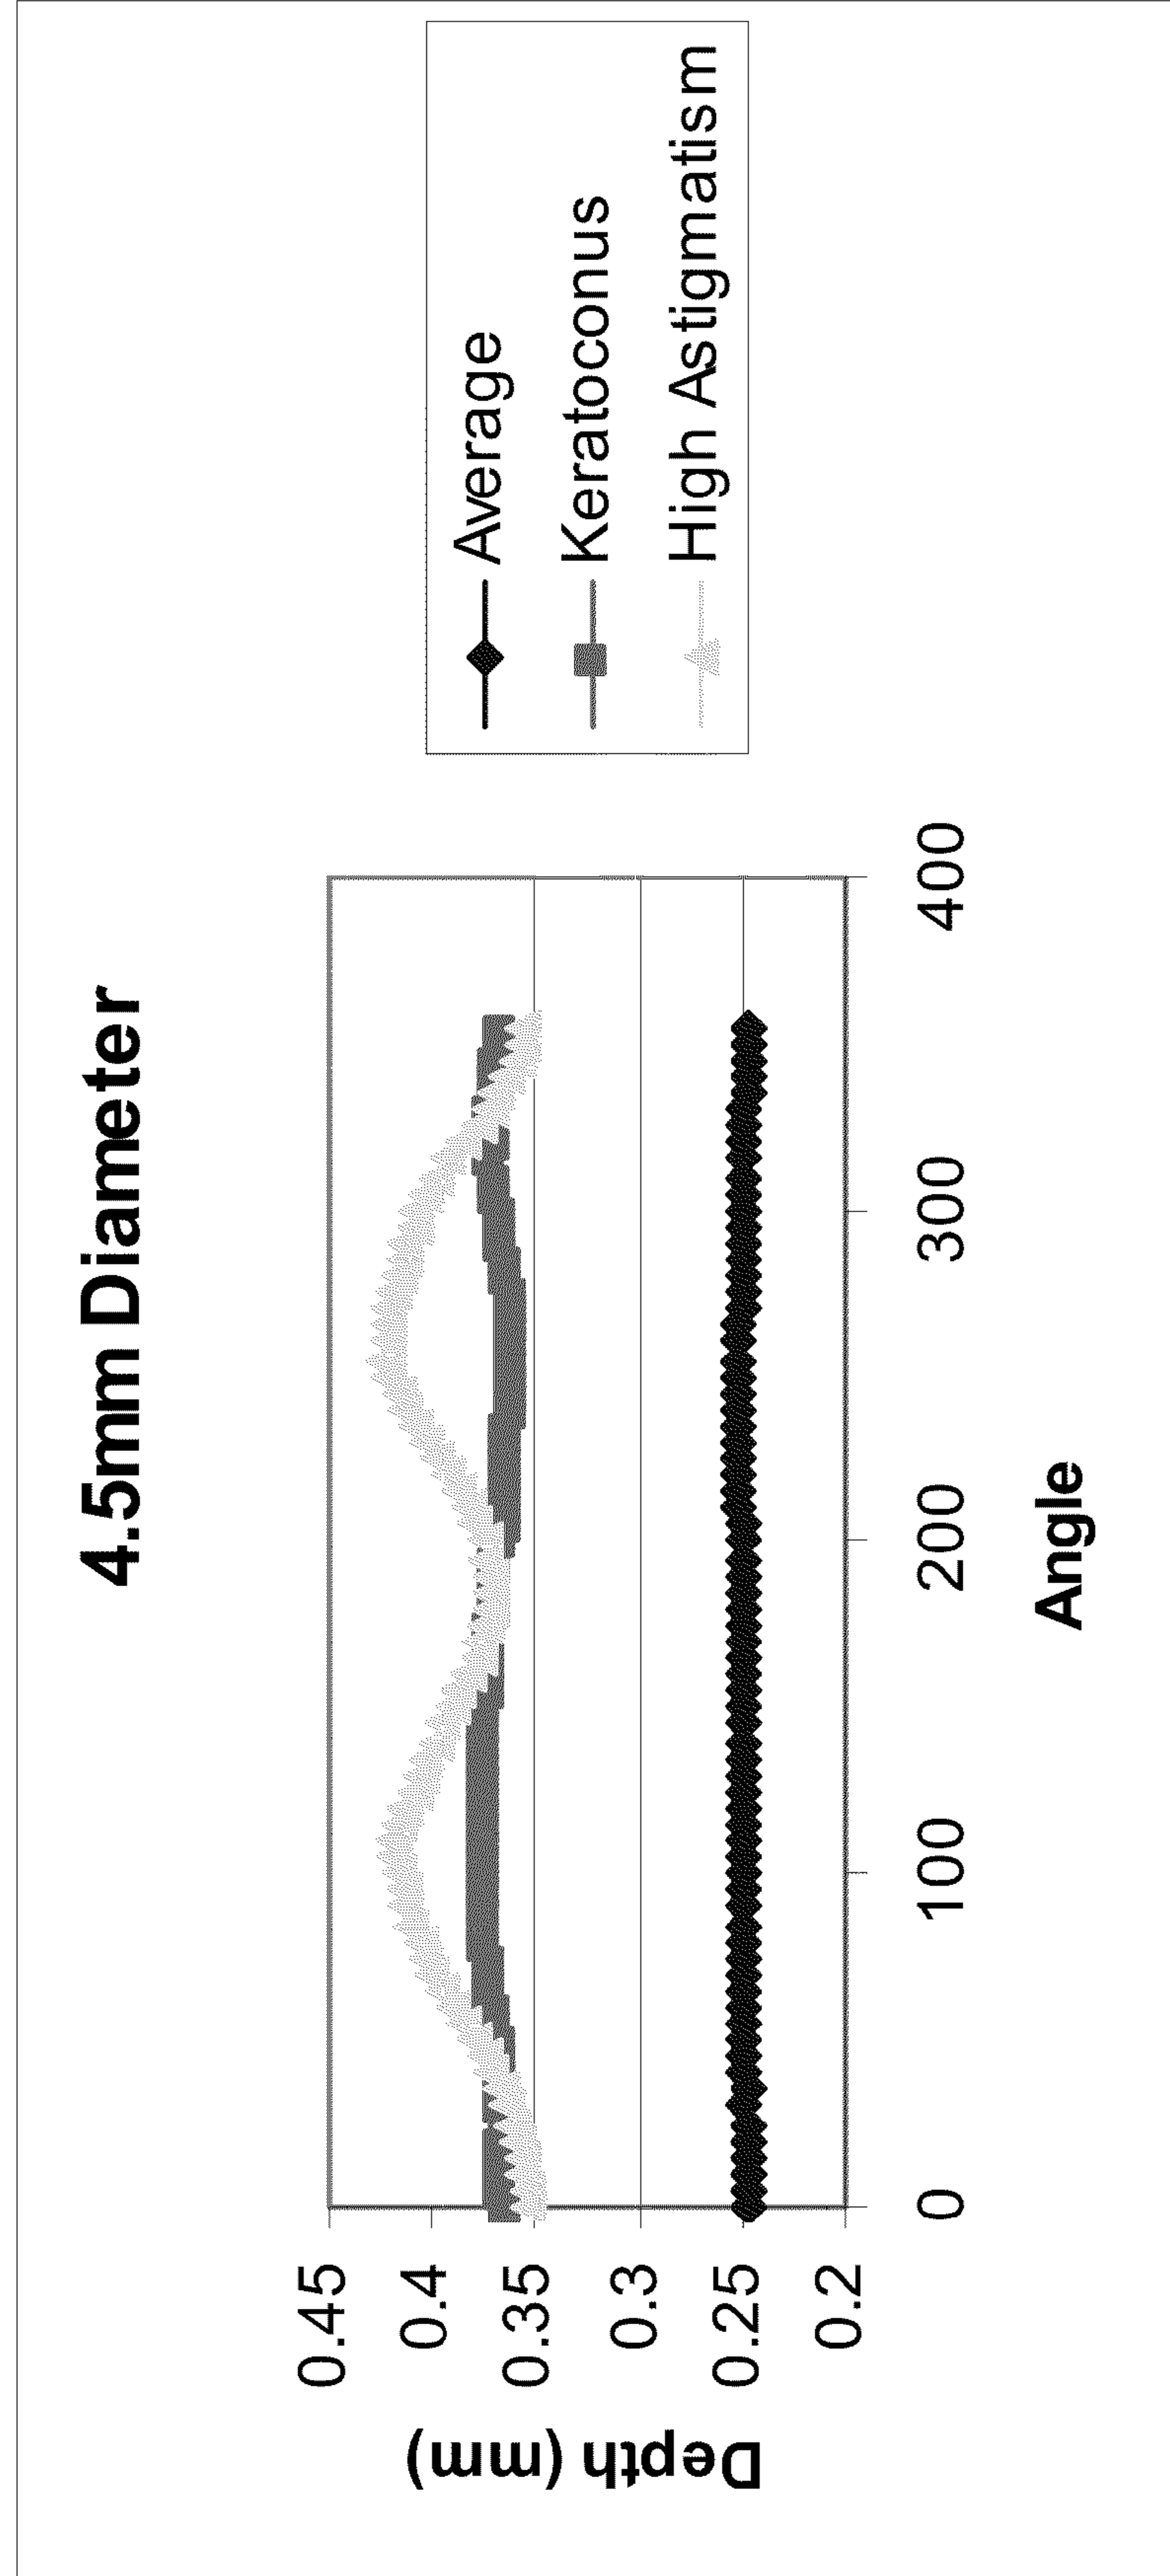 4.5mm Diameter
Depth (mm)
0.45
0.4
0.35
0.3
0.25
0.2
0
100
200
300
400
Angle
Average
Keratoconus
High Astigmatism